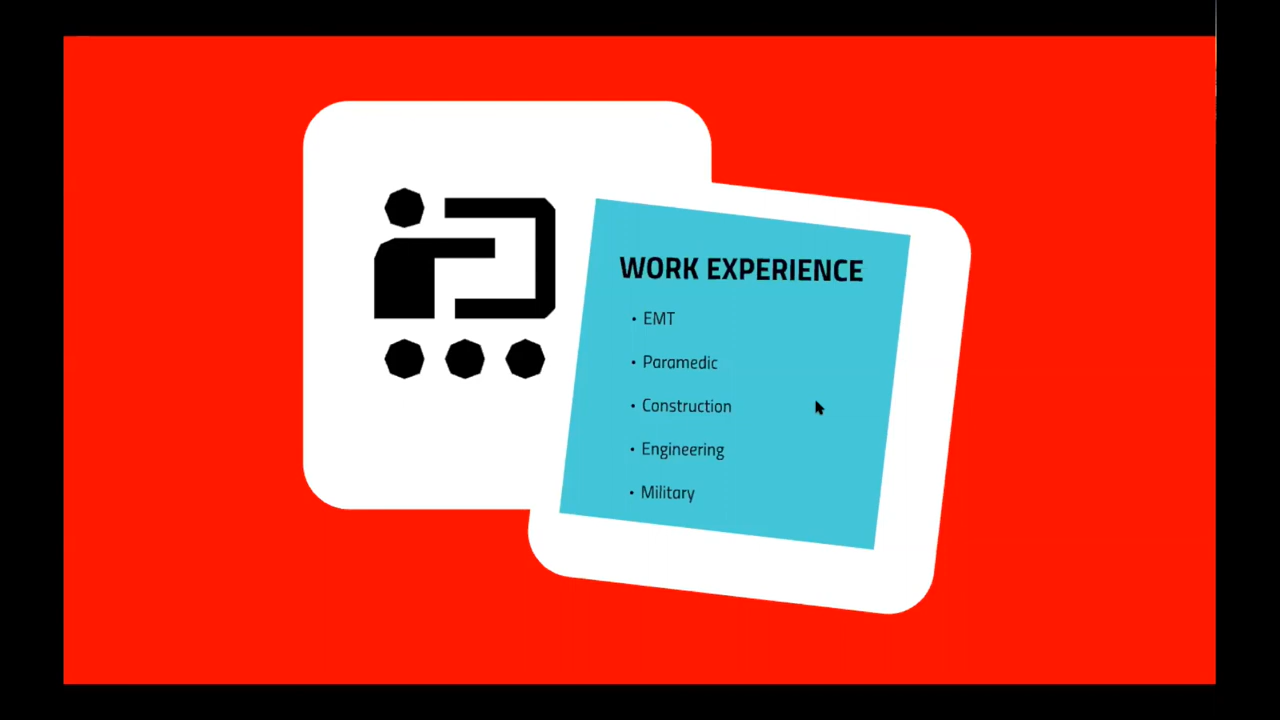 WORK EXPERIENCE
• EMT
• Paramedic
• Construction
• Engineering
• Military